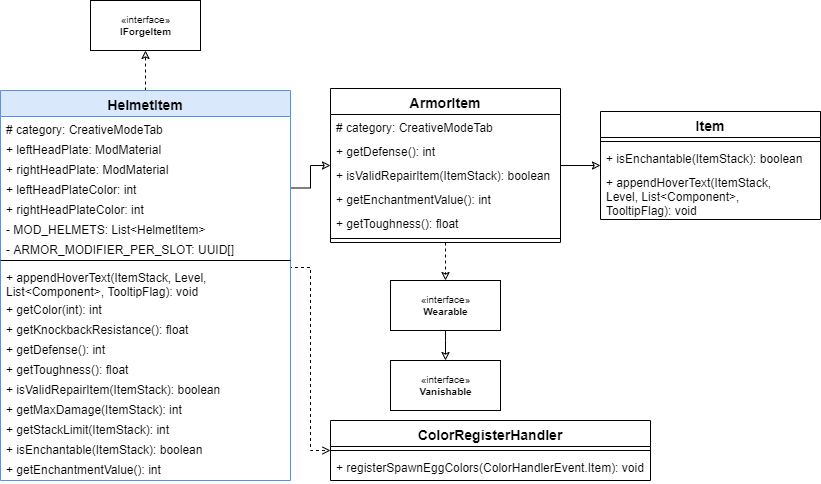 «interface»
IForgeItem
HelmetItem
# category: CreativeModeTab
+ leftHeadPlate: ModMaterial
+ rightHeadPlate: ModMaterial
+ leftHeadPlateColor: int
+ rightHeadPlateColor: int
- MOD_HELMETS: List<HelmetItem>
- ARMOR_MODIFIER_PER_SLOT: UUID[]
+ appendHoverText(ItemStack, Level,
List<Component>, TooltipFlag): void
+ getColor(int): int
+ getKnockbackResistance(): float
+ getDefense(): int
+ getToughness(): float
+ isValidRepairItem(ItemStack): boolean
+ getMaxDamage(ItemStack): int
+ getStackLimit(ItemStack): int
+ isEnchantable(ItemStack): boolean
+ getEnchantmentValue(): int
ArmorItem
# category: CreativeModeTab
+ getDefense(): int
+ isValidRepairItem(ItemStack): boolean
+ getEnchantmentValue(): int
+ getToughness(): float
Item
+ isEnchantable(ItemStack): boolean
+ appendHoverText(ItemStack,
Level, List<Component>,
TooltipFlag): void
«interface»
Wearable
«interface»
Vanishable
ColorRegisterHandler
+ registerSpawnEggColors(ColorHandlerEvent.Item): void